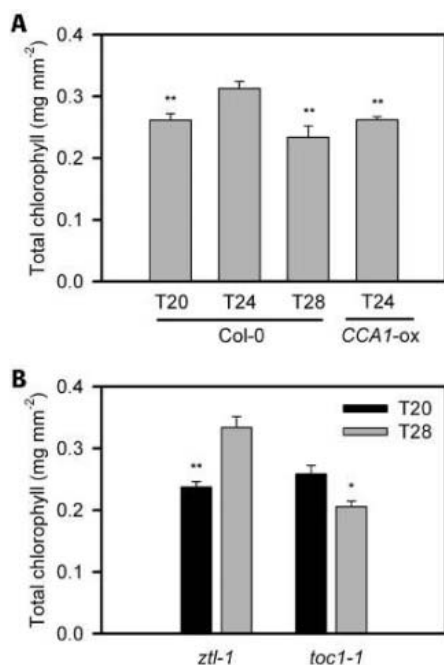 A
Total chlorophyll (mg mm⁻²)
0.4
0.3
0.2
0.1
0.0
**
**
**
T20 T24 T28 T24
Col-0 CCA1-ox
B
Total chlorophyll (mg mm⁻²)
0.4
0.3
0.2
0.1
0.0
T20
T28
**
*
ztl-1 toc1-1